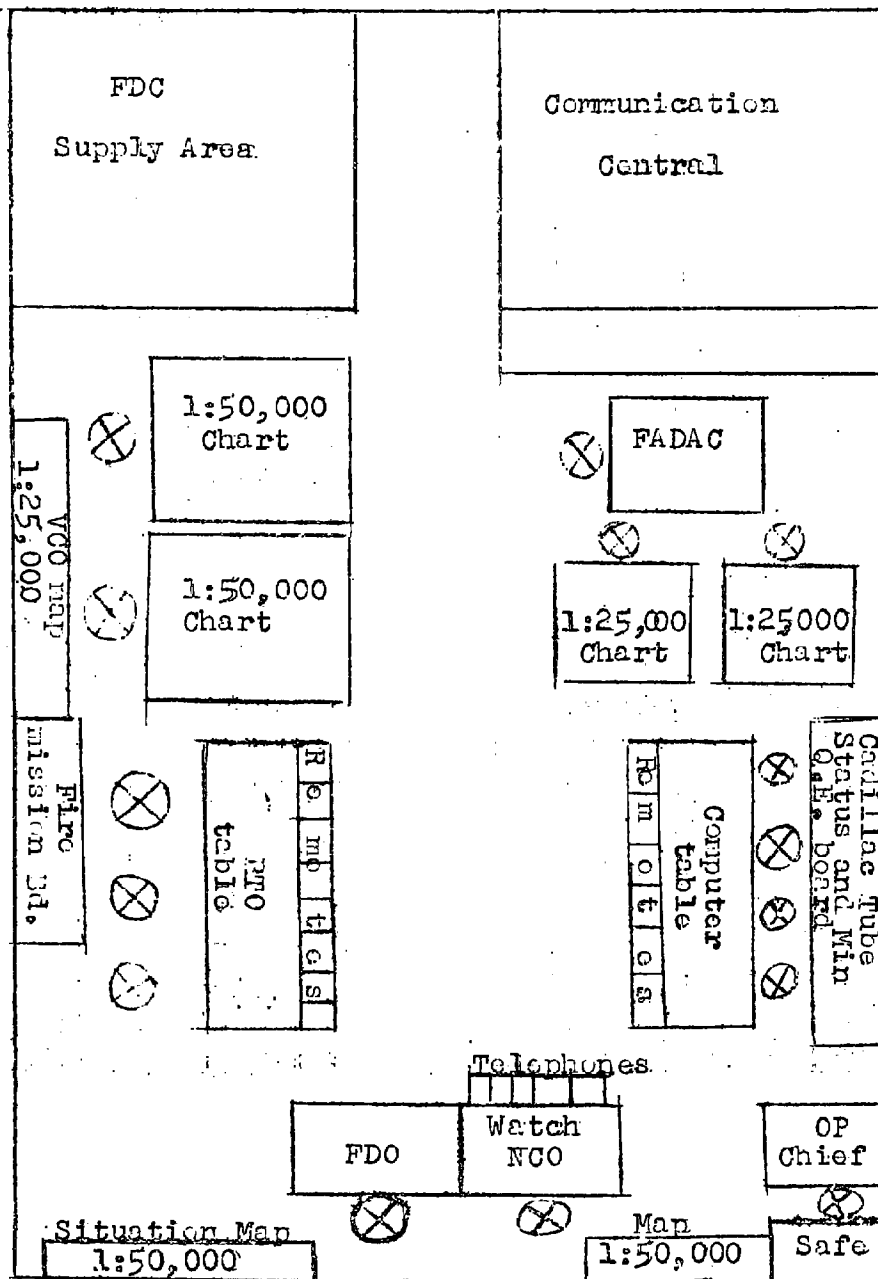 FDC
Supply Area
Communication
Central
1:50,000
Chart
FADAC
VCO map
1:25,000
1:50,000
Chart
1:25,000
Chart
1:25000
Chart
Fire
mission Bd.
RTO
table
Remotes
Remotes
Computer
table
Cadillac Tube
Status and Min
Q.E. board
Telephones
FDO
Watch
NCO
OP
Chief
Situation Map
1:50,000
Map
1:50,000
Safe